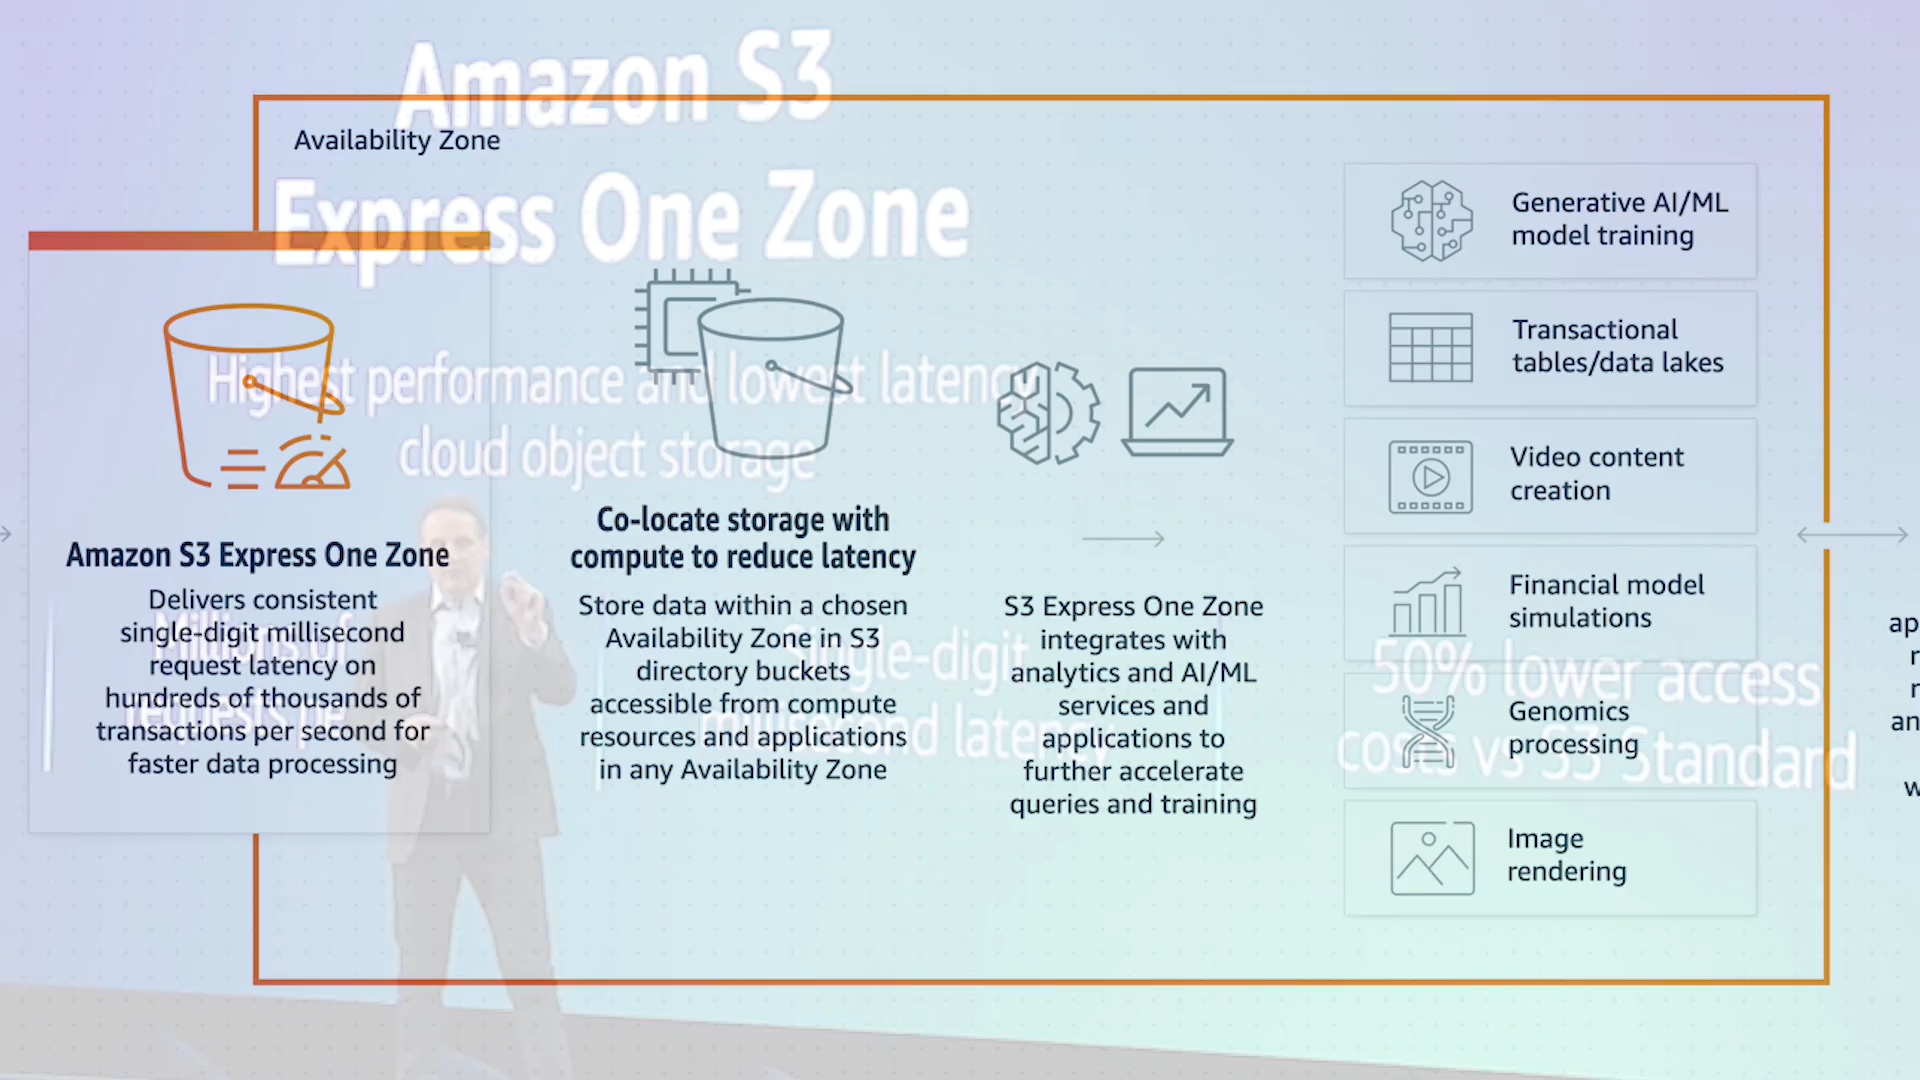 Amazon S3
Express One Zone
Highest performance and lowest latency
cloud object storage
Millions of
requests pe
Single-digit
millisecond latency
50% lower access
costs vs S3 Standard
Availability Zone
Amazon S3 Express One Zone
Delivers consistent
single-digit millisecond
request latency on
hundreds of thousands of
transactions per second for
faster data processing
Co-locate storage with
compute to reduce latency
Store data within a chosen
Availability Zone in S3
directory buckets
accessible from compute
resources and applications
in any Availability Zone
S3 Express One Zone
integrates with
analytics and AI/ML
services and
applications to
further accelerate
queries and training
Generative AI/ML
model training
Transactional
tables/data lakes
Video content
creation
Financial model
simulations
Genomics
processing
Image
rendering
ap
r
r
an
w